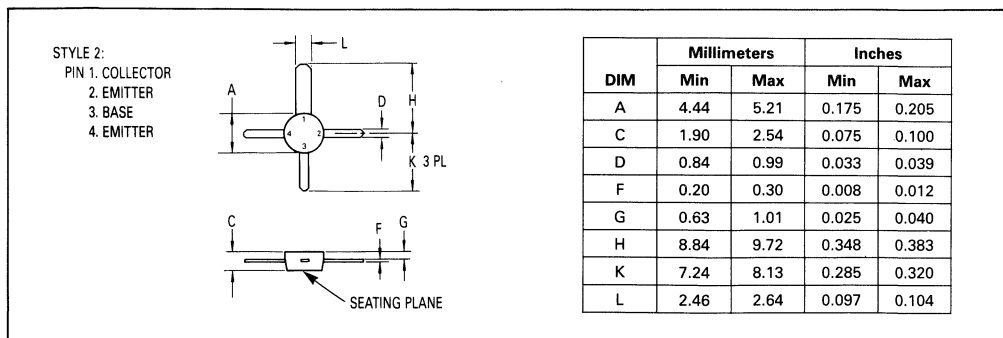 STYLE 2:
PIN 1. COLLECTOR
2. EMITTER
3. BASE
4. EMITTER
L
A
D
H
1
4
2
3
K 3 PL
C
F
G
SEATING PLANE
DIM Millimeters Inches
Min Max Min Max
A 4.44 5.21 0.175 0.205
C 1.90 2.54 0.075 0.100
D 0.84 0.99 0.033 0.039
F 0.20 0.30 0.008 0.012
G 0.63 1.01 0.025 0.040
H 8.84 9.72 0.348 0.383
K 7.24 8.13 0.285 0.320
L 2.46 2.64 0.097 0.104